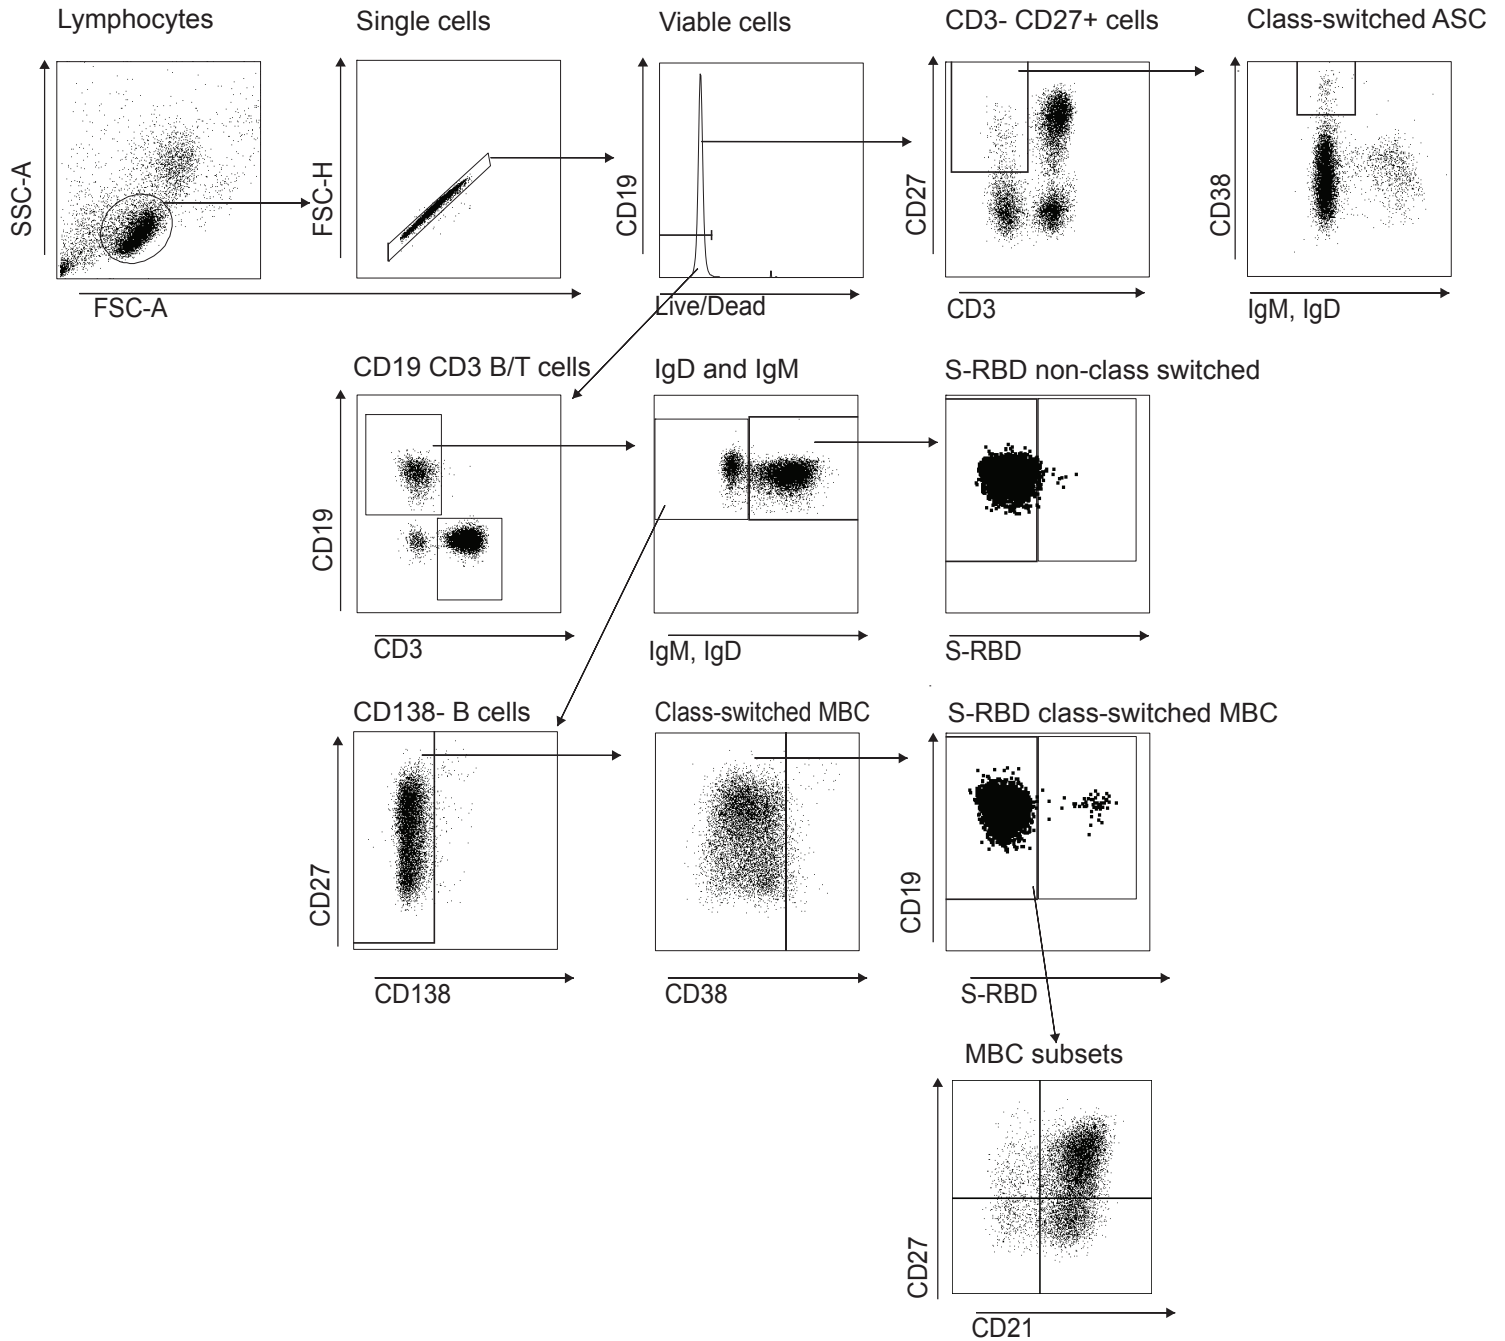 Lymphocytes
Single cells
Viable cells
CD3- CD27+ cells
Class-switched ASC
SSC-A
FSC-H
CD19
CD27
CD38
FSC-A
Live/Dead
CD3
IgM, IgD
CD19 CD3 B/T cells
IgD and IgM
S-RBD non-class switched
CD19
CD3
IgM, IgD
S-RBD
CD138- B cells
Class-switched MBC
S-RBD class-switched MBC
CD27
CD19
CD138
CD38
S-RBD
MBC subsets
CD27
CD21